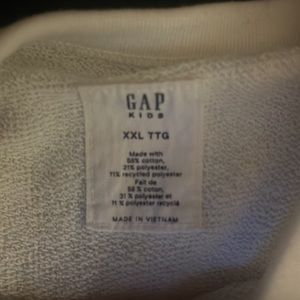 GAP
KIDS
XXL TTG
Made with
58% cotton,
31% polyester,
11% recycled polyester
Fait de
58 % coton,
31 % polyester et
11 % polyester recyclé
MADE IN VIETNAM